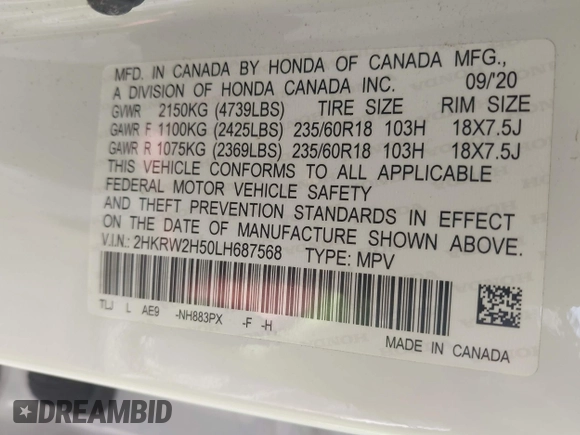 MFD. IN CANADA BY HONDA OF CANADA MFG.,
A DIVISION OF HONDA CANADA INC. 09/'20
GVWR 2150KG (4739LBS) TIRE SIZE RIM SIZE
GAWR F 1100KG (2425LBS) 235/60R18 103H 18X7.5J
GAWR R 1075KG (2369LBS) 235/60R18 103H 18X7.5J
THIS VEHICLE CONFORMS TO ALL APPLICABLE
FEDERAL MOTOR VEHICLE SAFETY
AND THEFT PREVENTION STANDARDS IN EFFECT
ON THE DATE OF MANUFACTURE SHOWN ABOVE.
V.I.N.: 2HKRW2H50LH687568 TYPE: MPV
TLJ L AE9 -NH883PX -F -H
MADE IN CANADA
DREAMBID